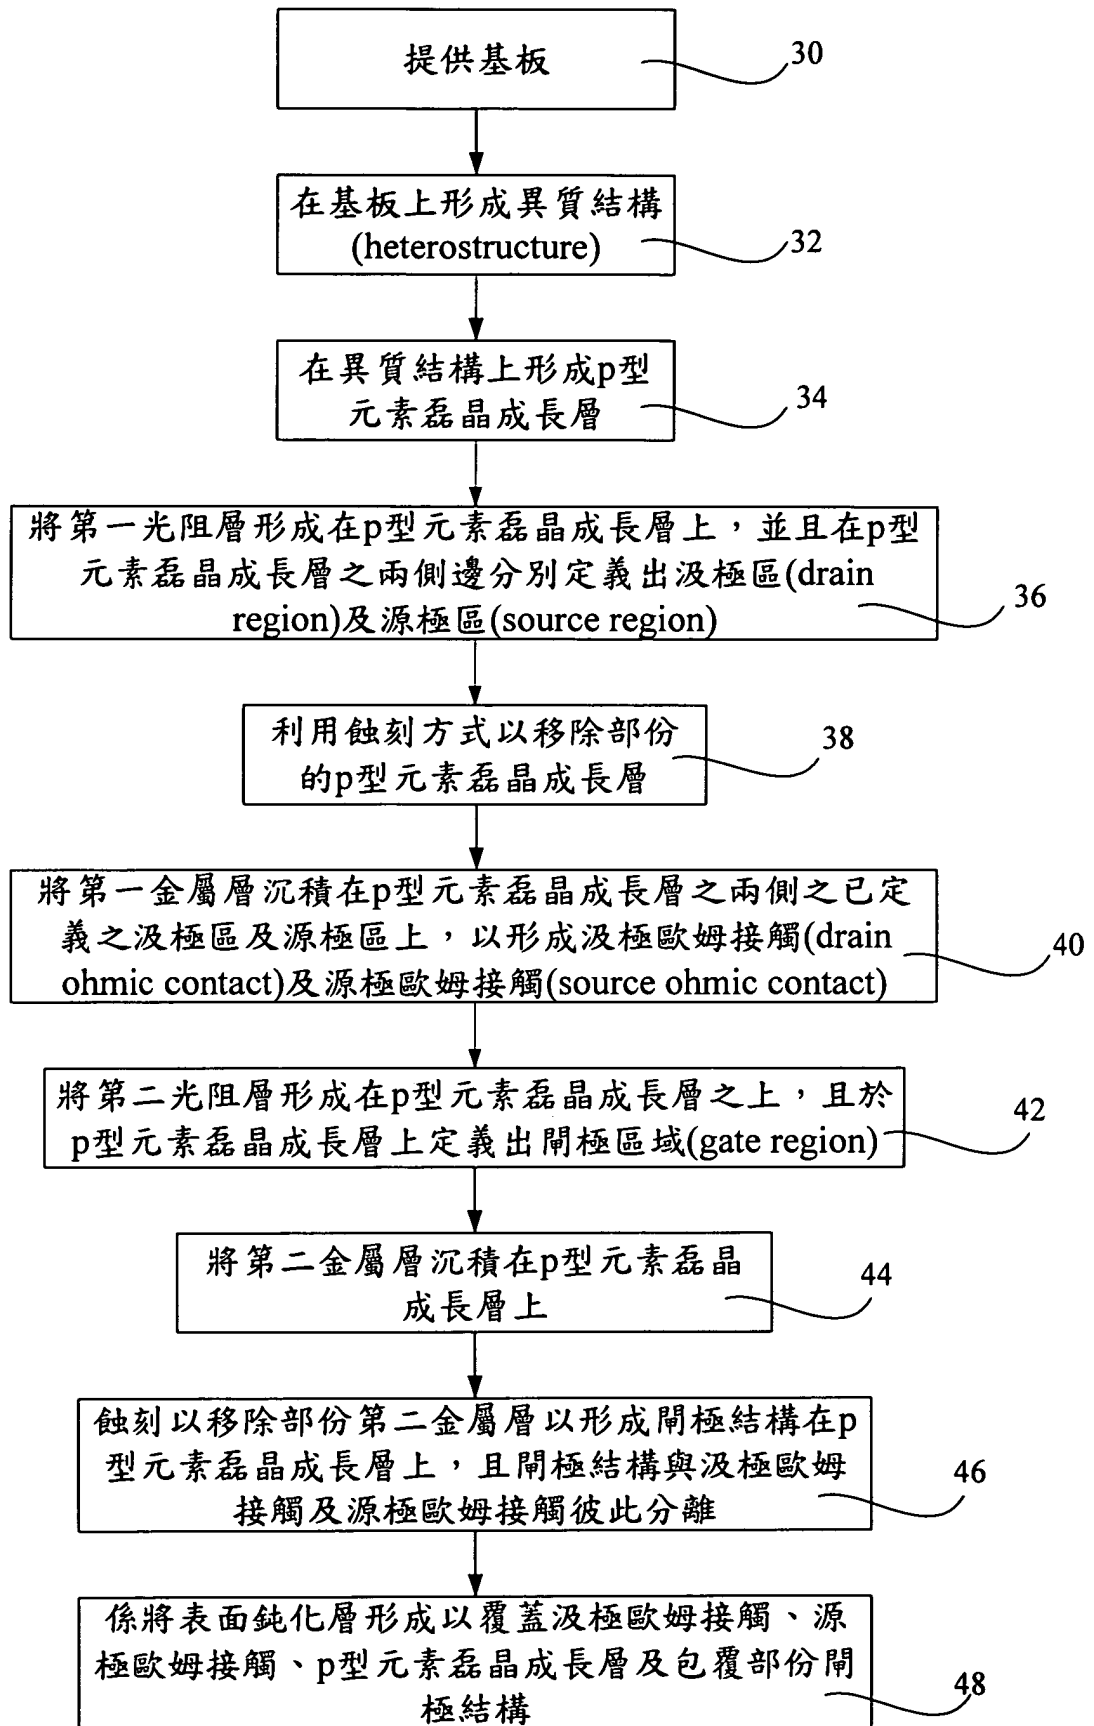 提供基板
30
在基板上形成異質結構
(heterostructure)
32
在異質結構上形成p型
元素磊晶成長層
34
將第一光阻層形成在p型元素磊晶成長層上，並且在p型
元素磊晶成長層之兩側邊分別定義出汲極區(drain
region)及源極區(source region)
36
利用蝕刻方式以移除部份
的p型元素磊晶成長層
38
將第一金屬層沉積在p型元素磊晶成長層之兩側之已定
義之汲極區及源極區上，以形成汲極歐姆接觸(drain
ohmic contact)及源極歐姆接觸(source ohmic contact)
40
將第二光阻層形成在p型元素磊晶成長層之上，且於
p型元素磊晶成長層上定義出閘極區域(gate region)
42
將第二金屬層沉積在p型元素磊晶
成長層上
44
蝕刻以移除部份第二金屬層以形成閘極結構在p
型元素磊晶成長層上，且閘極結構與汲極歐姆
接觸及源極歐姆接觸彼此分離
46
係將表面鈍化層形成以覆蓋汲極歐姆接觸、源
極歐姆接觸、p型元素磊晶成長層及包覆部份閘
極結構
48